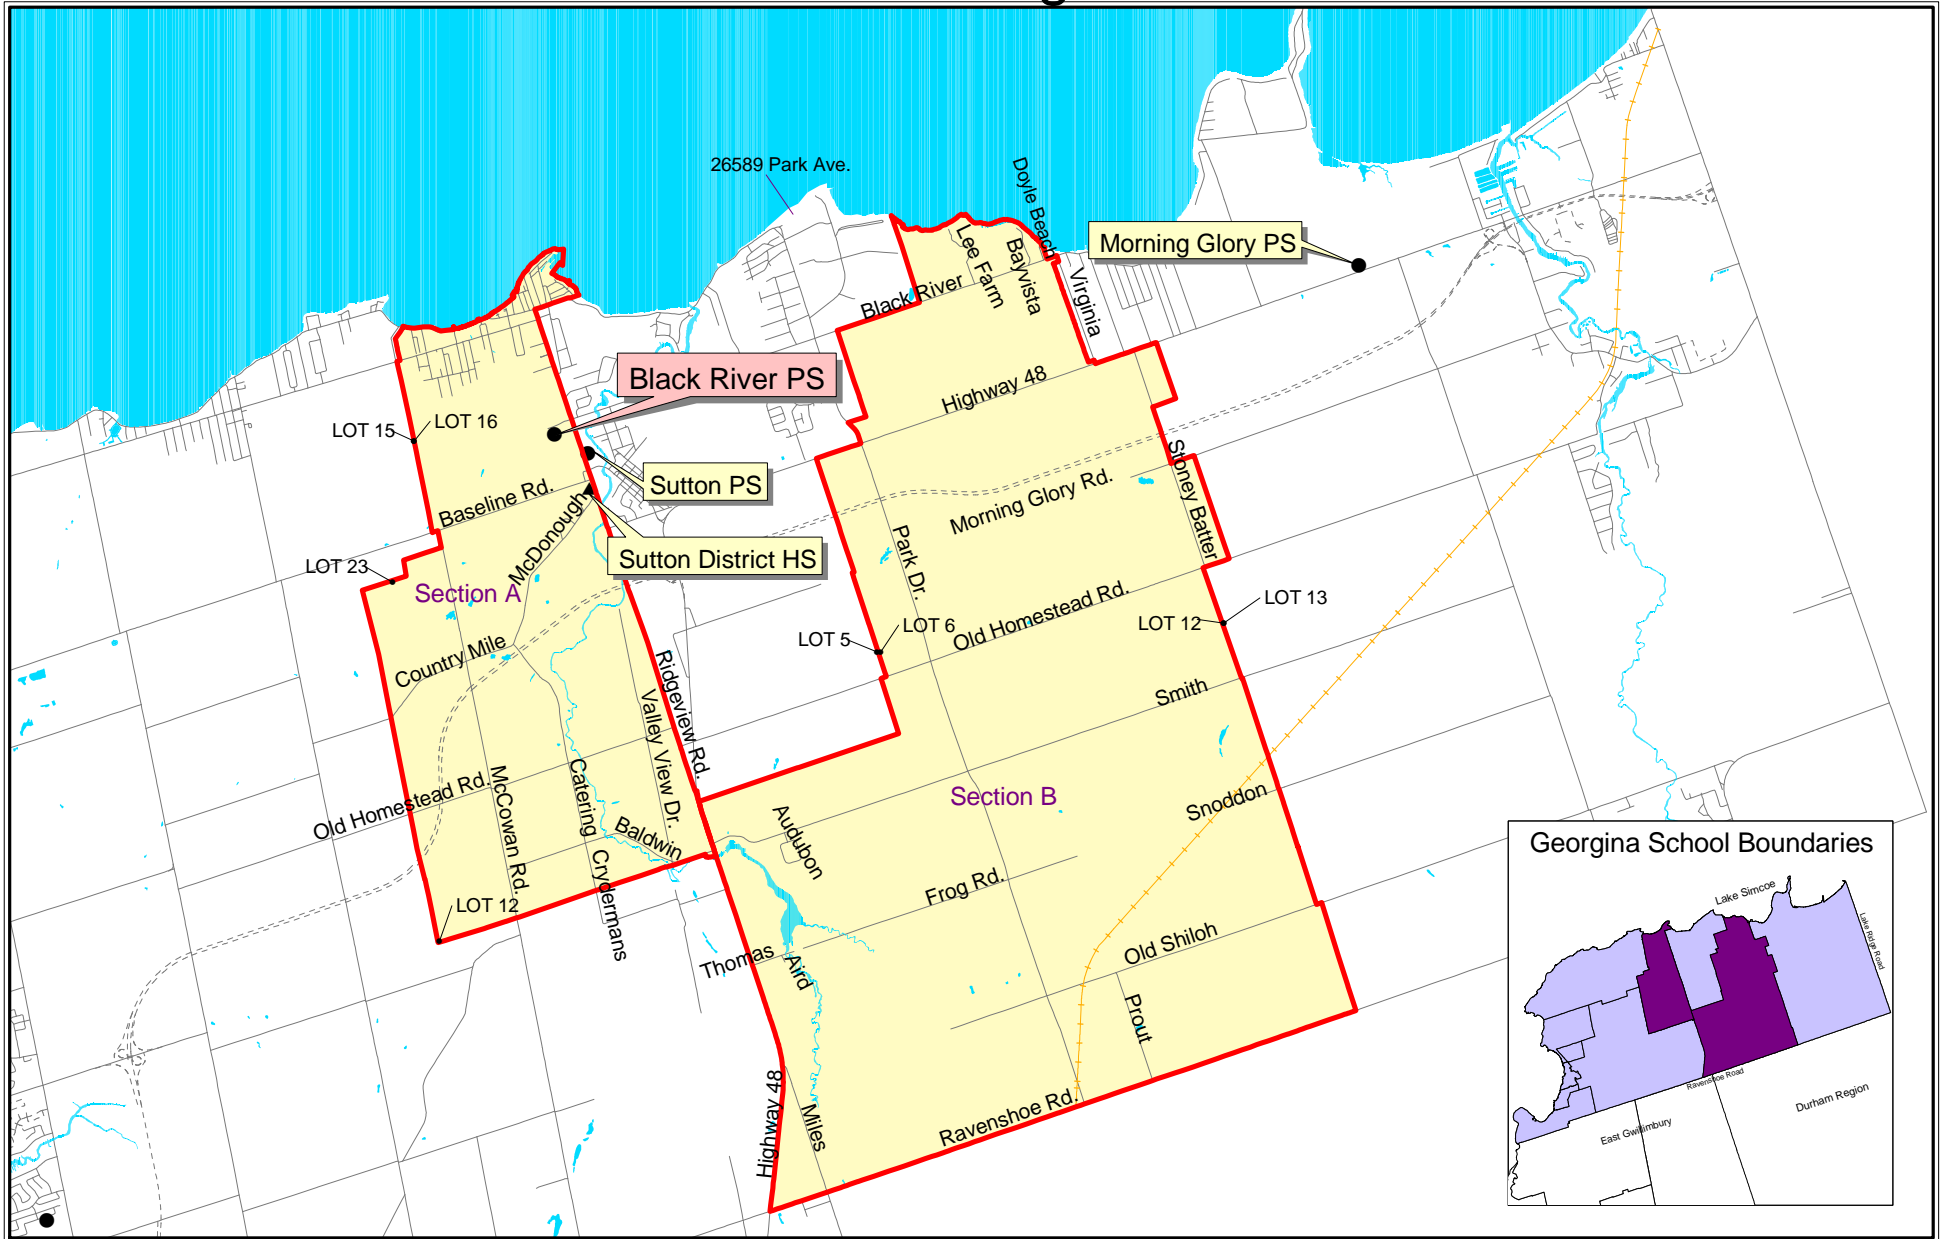 26589 Park Ave.
Doyle Beach
Lee Farm
Bayvista
Virginia
Morning Glory PS
Black River
Black River PS
Highway 48
LOT 15
LOT 16
Sutton PS
Baseline Rd.
McDonough
Sutton District HS
Morning Glory Rd.
Stoney Batter
Park Dr.
LOT 23
Section A
Country Mile
Old Homestead Rd.
LOT 5
LOT 6
LOT 12
LOT 13
Ridgeview Rd.
Valley View Dr.
Smith
Old Homestead Rd.
McCowan Rd.
Catering
Crydermans
Baldwin
Section B
Snoddon
Audubon
Frog Rd.
LOT 12
Thomas
Aird
Old Shiloh
Prout
Highway 48
Miles
Ravenshoe Rd.
Georgina School Boundaries
Lake Simcoe
Lake Ridge Road
Ravenshoe Road
Durham Region
East Gwillimbury